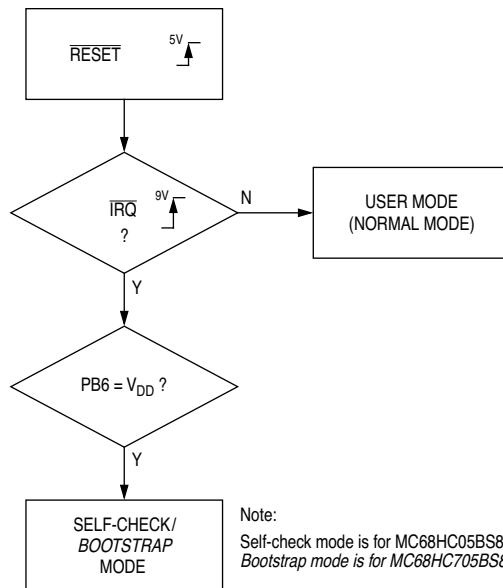 RESET 5V
IRQ 9V
?
N
USER MODE
(NORMAL MODE)
Y
PB6 = VDD ?
Y
SELF-CHECK/
BOOTSTRAP
MODE
Note:
Self-check mode is for MC68HC05BS8
Bootstrap mode is for MC68HC705BS8